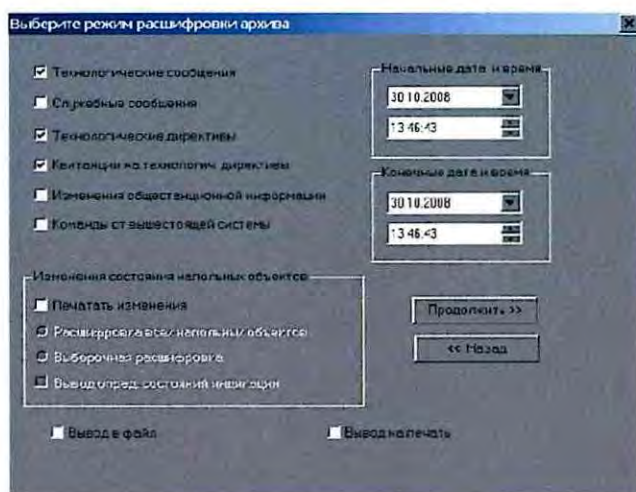 Выберите режим расшифровки архива
Технологические сообщения
Служебные сообщения
Технологические директивы
Квитанции на технологич. директивы
Изменения общестанционной информации
Команды от вышестоящей системы
Начальные дата и время
30.10.2008
13:46:43
Конечные дата и время
30.10.2008
13:46:43
Изменения состояния напольных объектов
Печатать изменения
Расшифровка всех напольных объектов
Выборочная расшифровка
Вывод опред. состояний индикации
Продолжить >>
<< Назад
Вывод в файл
Вывод на печать